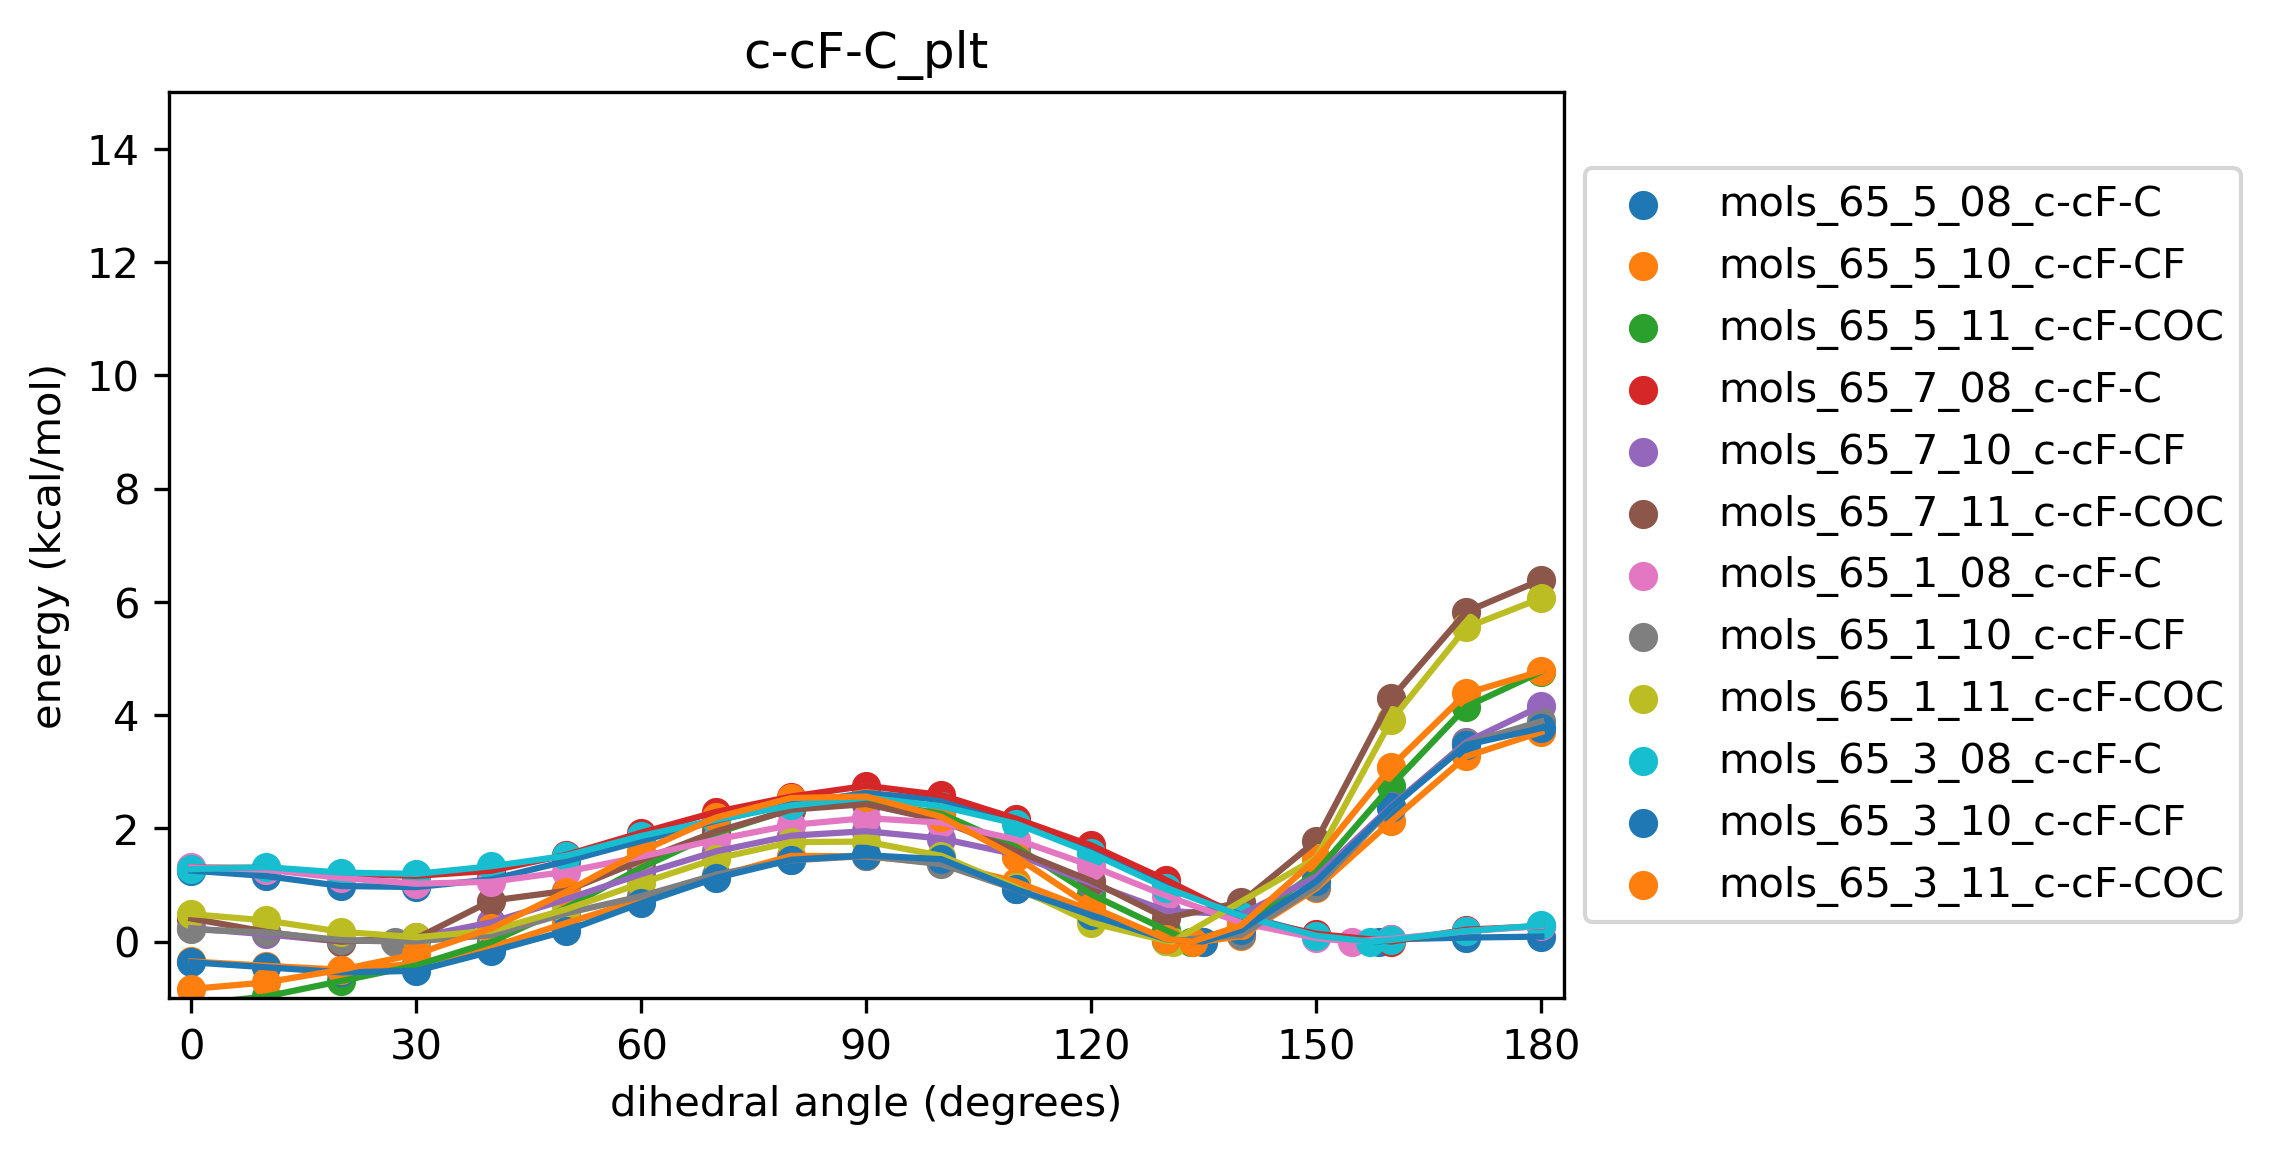 c-cF-C_plt
14
12
10
8
6
4
2
0
energy (kcal/mol)
0 30 60 90 120 150 180
dihedral angle (degrees)
mols_65_5_08_c-cF-C
mols_65_5_10_c-cF-CF
mols_65_5_11_c-cF-COC
mols_65_7_08_c-cF-C
mols_65_7_10_c-cF-CF
mols_65_7_11_c-cF-COC
mols_65_1_08_c-cF-C
mols_65_1_10_c-cF-CF
mols_65_1_11_c-cF-COC
mols_65_3_08_c-cF-C
mols_65_3_10_c-cF-CF
mols_65_3_11_c-cF-COC